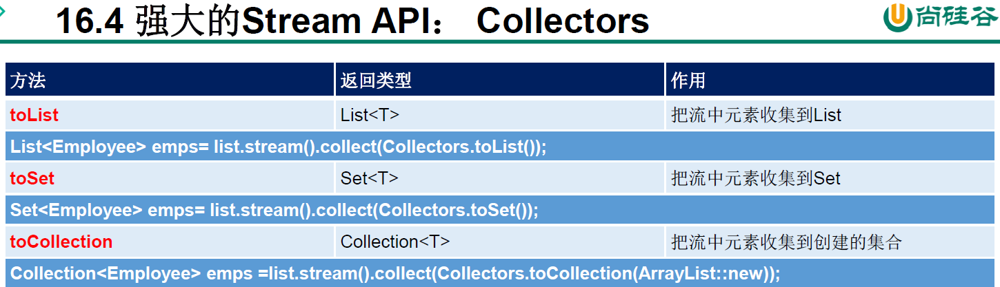 16.4 强大的Stream API： Collectors
尚硅谷
方法 返回类型 作用
toList List<T> 把流中元素收集到List
List<Employee> emps= list.stream().collect(Collectors.toList());
toSet Set<T> 把流中元素收集到Set
Set<Employee> emps= list.stream().collect(Collectors.toSet());
toCollection Collection<T> 把流中元素收集到创建的集合
Collection<Employee> emps =list.stream().collect(Collectors.toCollection(ArrayList::new));